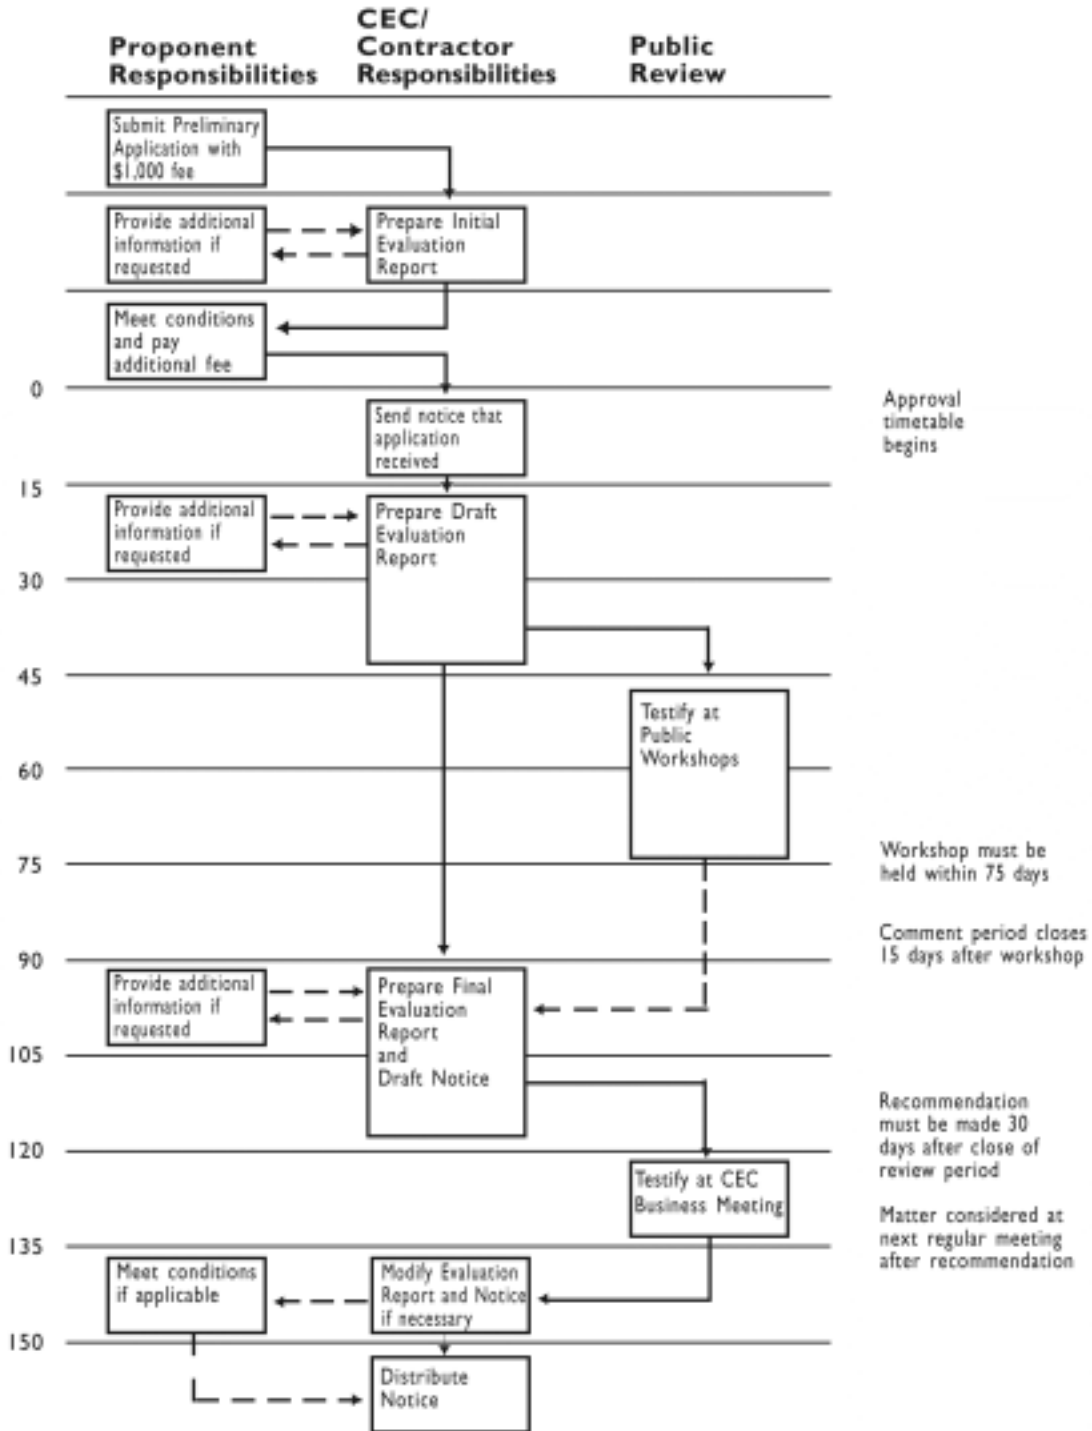 CEC/
Proponent Contractor Public
Responsibilities Responsibilities Review
Submit Preliminary
Application with
$1,000 fee
Provide additional
information if
requested
Prepare Initial
Evaluation
Report
Meet conditions
and pay
additional fee
0
Send notice that
application
received
Approval
timetable
begins
15
Provide additional
information if
requested
Prepare Draft
Evaluation
Report
30
45
Testify at
Public
Workshops
60
75
Workshop must be
held within 75 days
Comment period closes
15 days after workshop
90
Provide additional
information if
requested
Prepare Final
Evaluation
Report
and
Draft Notice
105
Recommendation
must be made 30
days after close of
review period
120
Testify at CEC
Business Meeting
Matter considered at
next regular meeting
after recommendation
135
Meet conditions
if applicable
Modify Evaluation
Report and Notice
if necessary
150
Distribute
Notice